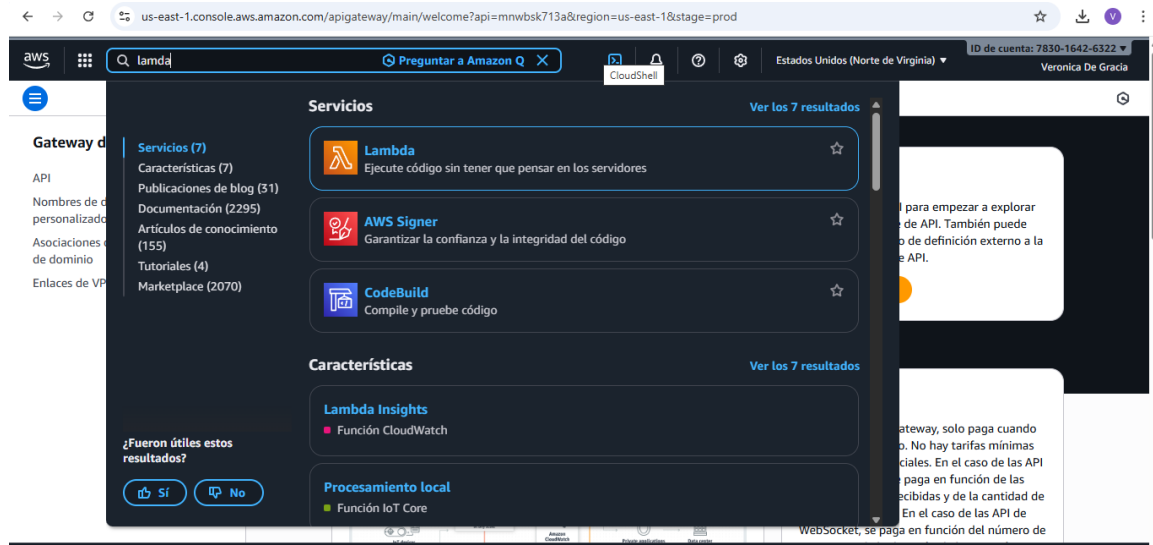 us-east-1.console.aws.amazon.com/apigateway/main/welcome?api=mnwbsk713a&region=us-east-1&stage=prod
V
aws
lamda
Preguntar a Amazon Q
CloudShell
Estados Unidos (Norte de Virginia)
ID de cuenta: 7830-1642-6322
Veronica De Gracia
Gateway d
API
Nombres de d
personalizado
Asociaciones
de dominio
Enlaces de VP
Servicios (7)
Características (7)
Publicaciones de blog (31)
Documentación (2295)
Artículos de conocimiento
(155)
Tutoriales (4)
Marketplace (2070)
¿Fueron útiles estos
resultados?
Sí
No
Servicios
Ver los 7 resultados
Lambda
Ejecute código sin tener que pensar en los servidores
AWS Signer
Garantizar la confianza y la integridad del código
CodeBuild
Compile y pruebe código
Características
Ver los 7 resultados
Lambda Insights
Función CloudWatch
Procesamiento local
Función IoT Core
I para empezar a explorar
de API. También puede
o de definición externo a la
e API.
ateway, solo paga cuando
o. No hay tarifas mínimas
ciales. En el caso de las API
paga en función de las
ecibidas y de la cantidad de
En el caso de las API de
WebSocket, se paga en función del número de
Amazon
CloudWatch
Private applications
Data center